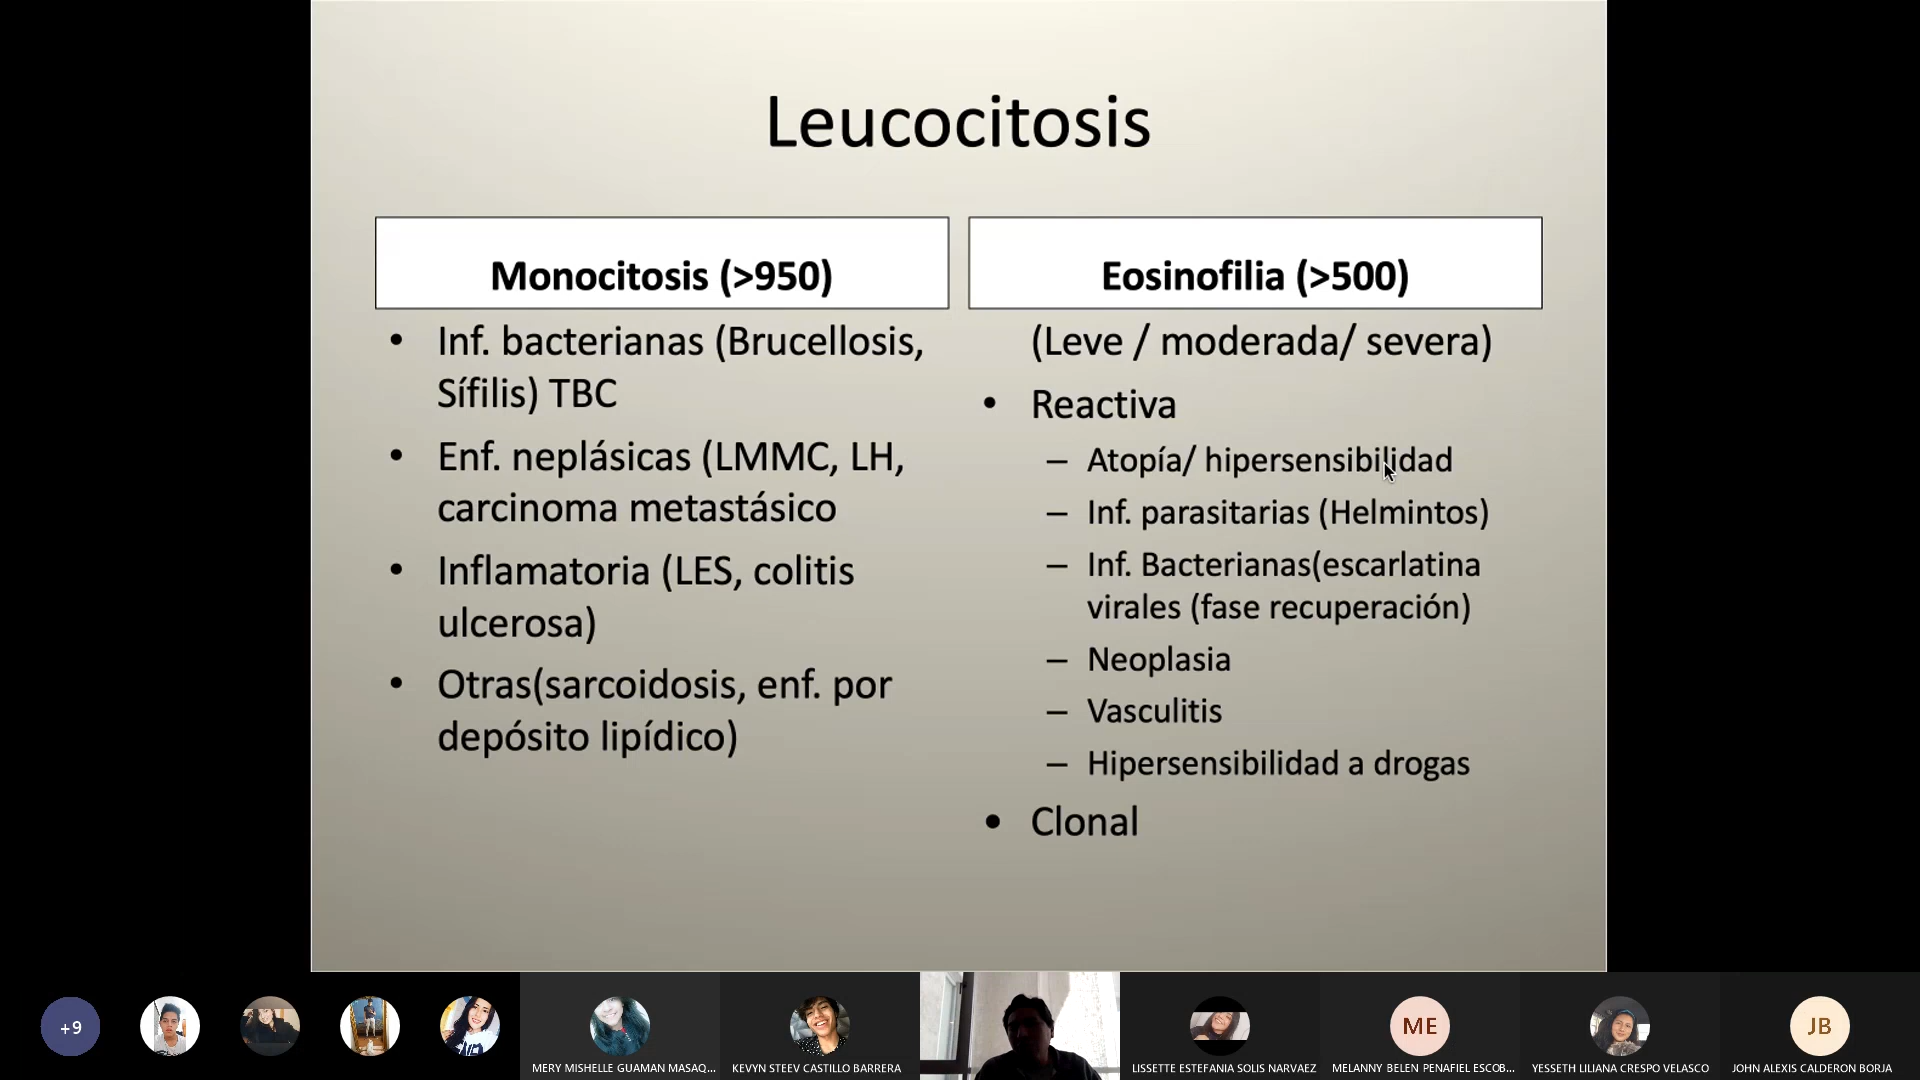 Leucocitosis
Monocitosis (>950)
• Inf. bacterianas (Brucellosis,
Sífilis) TBC
• Enf. neplásicas (LMMC, LH,
carcinoma metastásico
• Inflamatoria (LES, colitis
ulcerosa)
• Otras(sarcoidosis, enf. por
depósito lipídico)
Eosinofilia (>500)
(Leve / moderada/ severa)
• Reactiva
– Atopía/ hipersensibilidad
– Inf. parasitarias (Helmintos)
– Inf. Bacterianas(escarlatina
virales (fase recuperación)
– Neoplasia
– Vasculitis
– Hipersensibilidad a drogas
• Clonal
+9
MERY MISHELLE GUAMAN MASAQ...
KEVYN STEEV CASTILLO BARRERA
LISSETTE ESTEFANIA SOLIS NARVAEZ
ME
MELANNY BELEN PENAFIEL ESCOB...
YESSETH LILIANA CRESPO VELASCO
JB
JOHN ALEXIS CALDERON BORJA